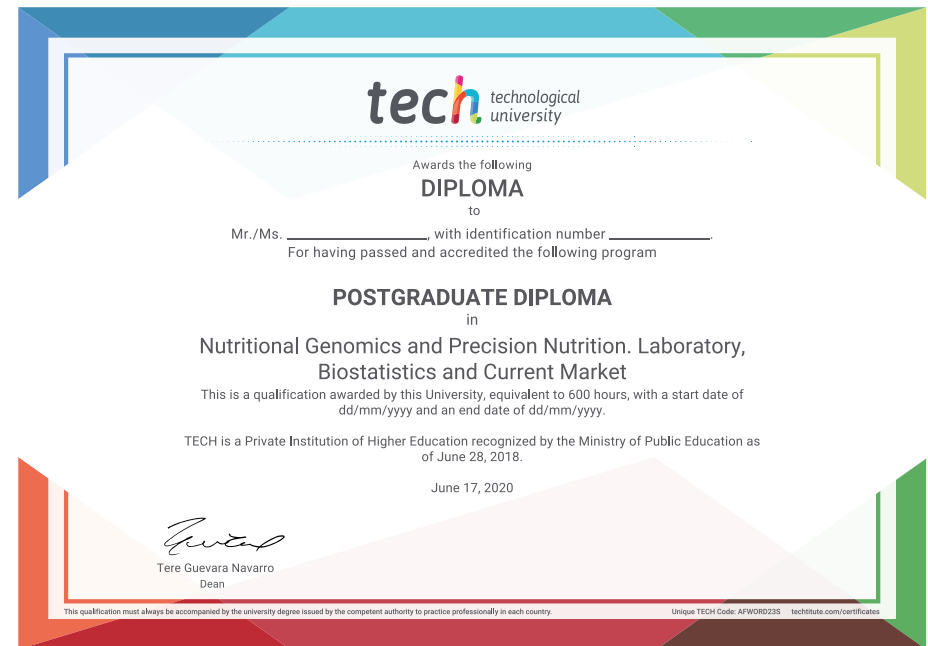 tech technological
university
Awards the following
DIPLOMA
to
Mr./Ms. ____________________, with identification number ______________.
For having passed and accredited the following program
POSTGRADUATE DIPLOMA
in
Nutritional Genomics and Precision Nutrition. Laboratory,
Biostatistics and Current Market
This is a qualification awarded by this University, equivalent to 600 hours, with a start date of
dd/mm/yyyy and an end date of dd/mm/yyyy.
TECH is a Private Institution of Higher Education recognized by the Ministry of Public Education as
of June 28, 2018.
June 17, 2020
Tere Guevara Navarro
Dean
This qualification must always be accompanied by the university degree issued by the competent authority to practice professionally in each country. Unique TECH Code: AFWORD23S techtitute.com/certificates